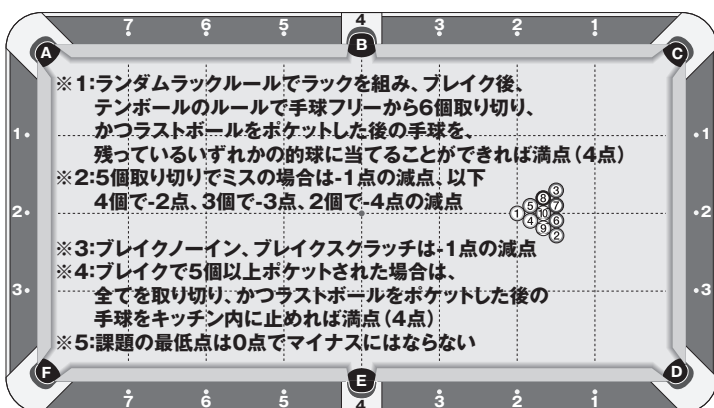 7 6 5 4 3 2 1
A B C
※1:ランダムラックルールでラックを組み、ブレイク後、
テンボールのルールで手球フリーから6個取り切り、
かつラストボールをポケットした後の手球を、
残っているいずれかの的球に当てることができれば満点(4点)
※2:5個取り切りでミスの場合は-1点の減点、以下
4個で-2点、3個で-3点、2個で-4点の減点
※3:ブレイクノーイン、ブレイクスクラッチは-1点の減点
※4:ブレイクで5個以上ポケットされた場合は、
全てを取り切り、かつラストボールをポケットした後の
手球をキッチン内に止めれば満点(4点)
※5:課題の最低点は0点でマイナスにはならない
1 2 3
1 5 4 8 10 9 3 7 6 2
1 2 3
F E D
7 6 5 4 3 2 1